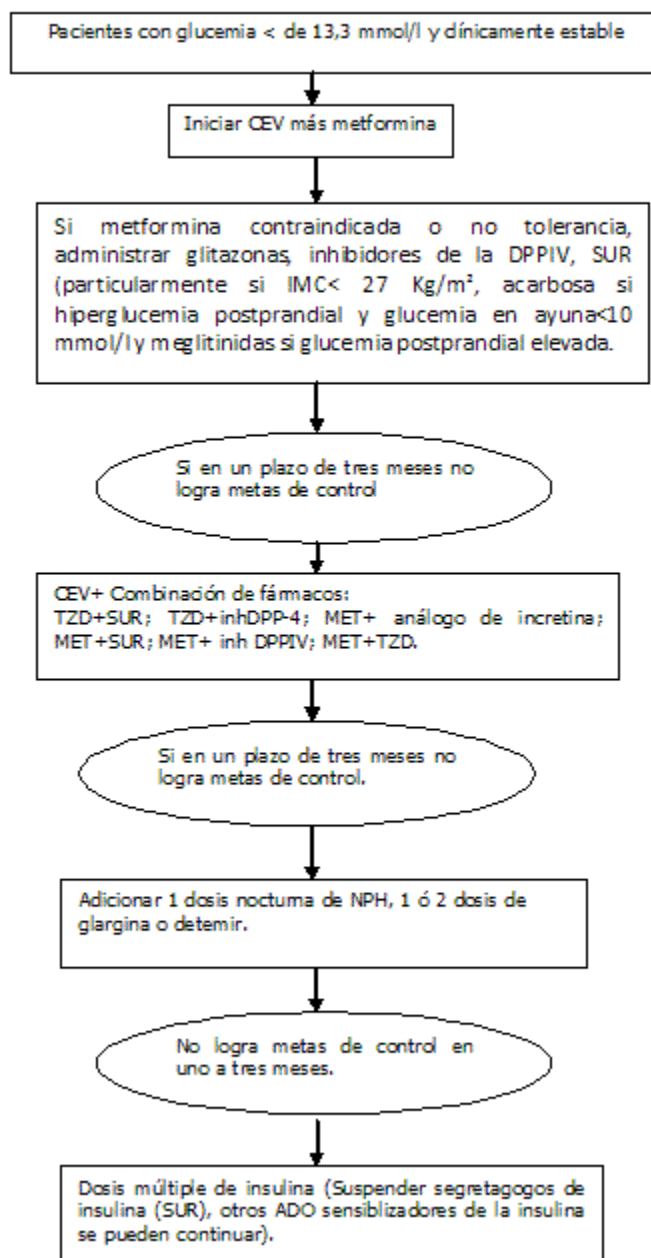 Pacientes con glucemia < de 13,3 mmol/l y clínicamente estable
Iniciar CEV más metformina
Si metformina contraindicada o no tolerancia,
administrar glitazonas, inhibidores de la DPPIV, SUR
(particularmente si IMC< 27 Kg/m², acarbosa si
hiperglucemia postprandial y glucemia en ayuna<10
mmol/l y meglitinidas si glucemia postprandial elevada.
Si en un plazo de tres meses no
logra metas de control
CEV+ Combinación de fármacos:
TZD+SUR; TZD+inhDPP-4; MET+ análogo de incretina;
MET+SUR; MET+ inh DPPIV; MET+TZD.
Si en un plazo de tres meses no
logra metas de control.
Adicionar 1 dosis nocturna de NPH, 1 ó 2 dosis de
glargina o detemir.
No logra metas de control en
uno a tres meses.
Dosis múltiple de insulina (Suspender segretagogos de
insulina (SUR), otros ADO sensiblizadores de la insulina
se pueden continuar).